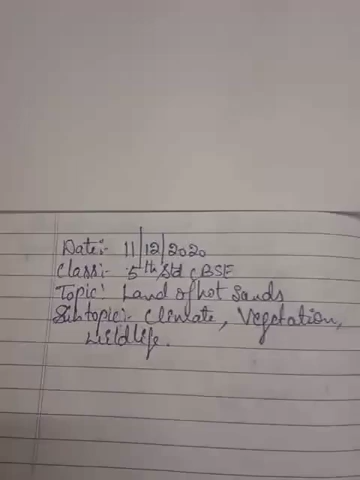 Date:- 11/12/2020
Class:- 5th Std CBSE
Topic: Land of hot Sands
Subtopic:- Climate, Vegetation,
Wildlife.